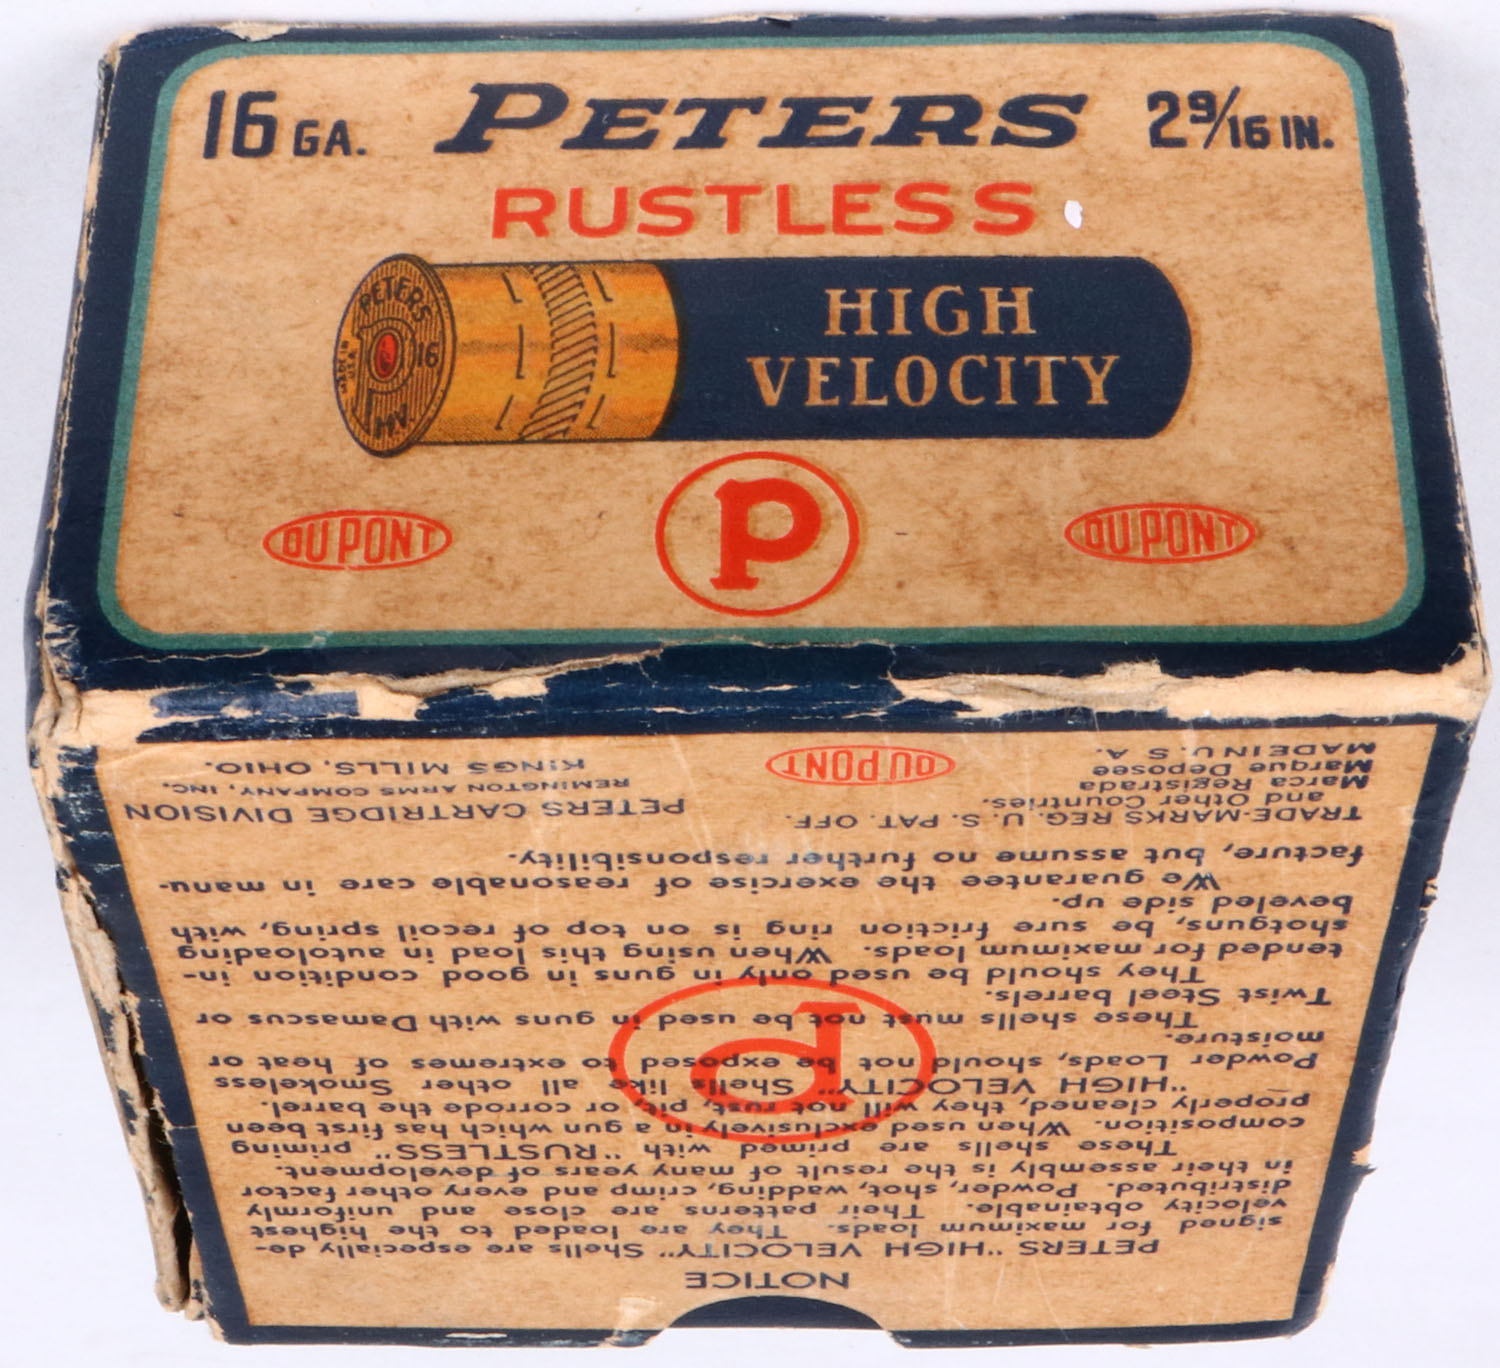 16 GA. PETERS 2 9/16 IN.
RUSTLESS
PETERS
16
H.V.
MADE IN
U.S.A.
HIGH
VELOCITY
DU PONT P DU PONT
NOTICE
PETERS "HIGH VELOCITY" Shells are especially de-
signed for maximum loads. They are loaded to the highest
velocity obtainable. Their patterns are close and uniformly
distributed. Powder, shot, wadding, crimp and every other factor
in their assembly is the result of many years of development.
These shells are primed with "RUSTLESS" priming
composition. When used exclusively in a gun which has first been
properly cleaned, they will not rust, pit, or corrode the barrel.
"HIGH VELOCITY" Shells like all other Smokeless
Powder Loads, should not be exposed to extremes of heat or
moisture.
These shells must not be used in guns with Damascus or
Twist Steel barrels.
They should be used only in guns in good condition in-
tended for maximum loads. When using this load in autoloading
shotguns, be sure friction ring is on top of recoil spring, with
beveled side up.
We guarantee the exercise of reasonable care in manu-
facture, but assume no further responsibility.
P
TRADE-MARKS REG. U. S. PAT. OFF.
and Other Countries.
Marca Registrada
Marque Deposee
MADE IN U. S A.
DU PONT
PETERS CARTRIDGE DIVISION
REMINGTON ARMS COMPANY, INC.
KINGS MILLS, OHIO.